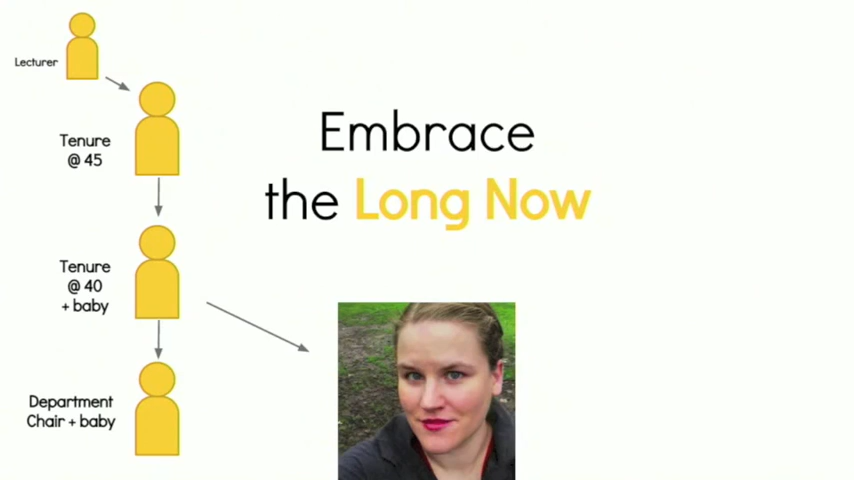 Lecturer
Tenure
@ 45
Tenure
@ 40
+ baby
Department
Chair + baby
Embrace
the Long Now